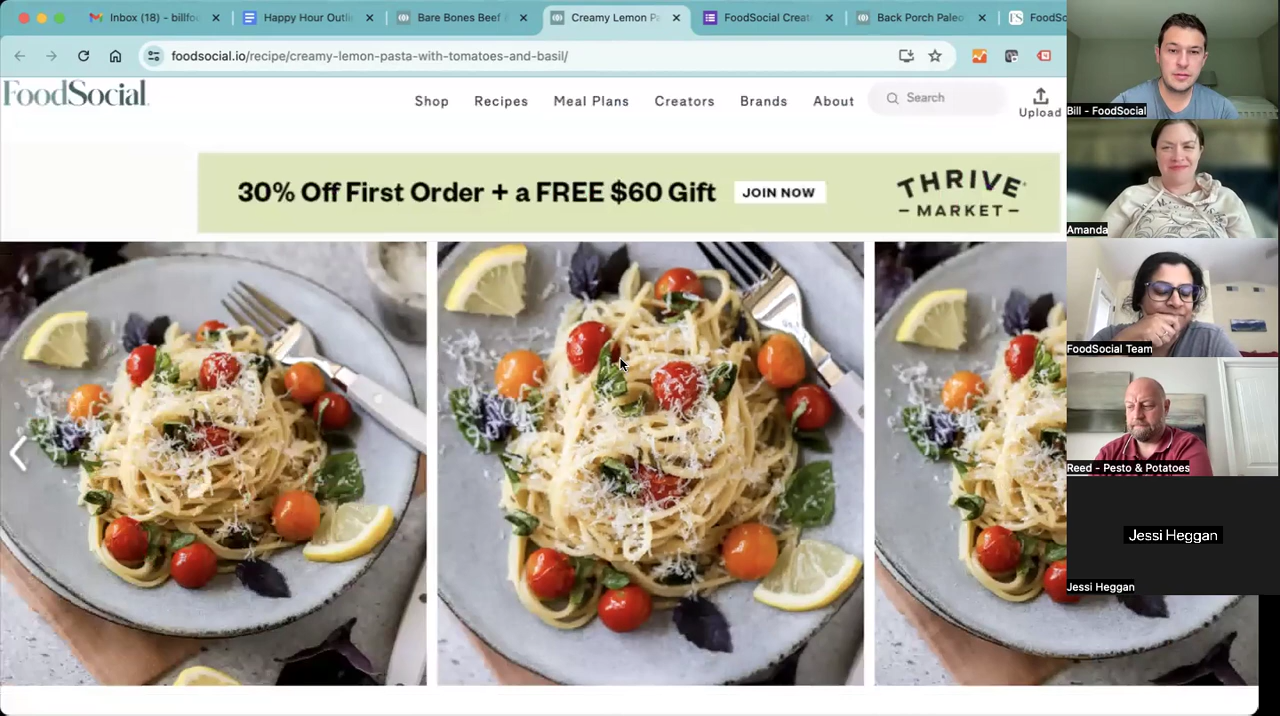 Inbox (18) - billfo
Happy Hour Outli
Bare Bones Beef
Creamy Lemon Pa
FoodSocial Creat
Back Porch Paleo
FoodSo
foodsocial.io/recipe/creamy-lemon-pasta-with-tomatoes-and-basil/
FoodSocial
Shop
Recipes
Meal Plans
Creators
Brands
About
Search
Upload
30% Off First Order + a FREE $60 Gift
JOIN NOW
THRIVE
MARKET
Bill - FoodSocial
Amanda
FoodSocial Team
Reed - Pesto & Potatoes
Jessi Heggan
Jessi Heggan